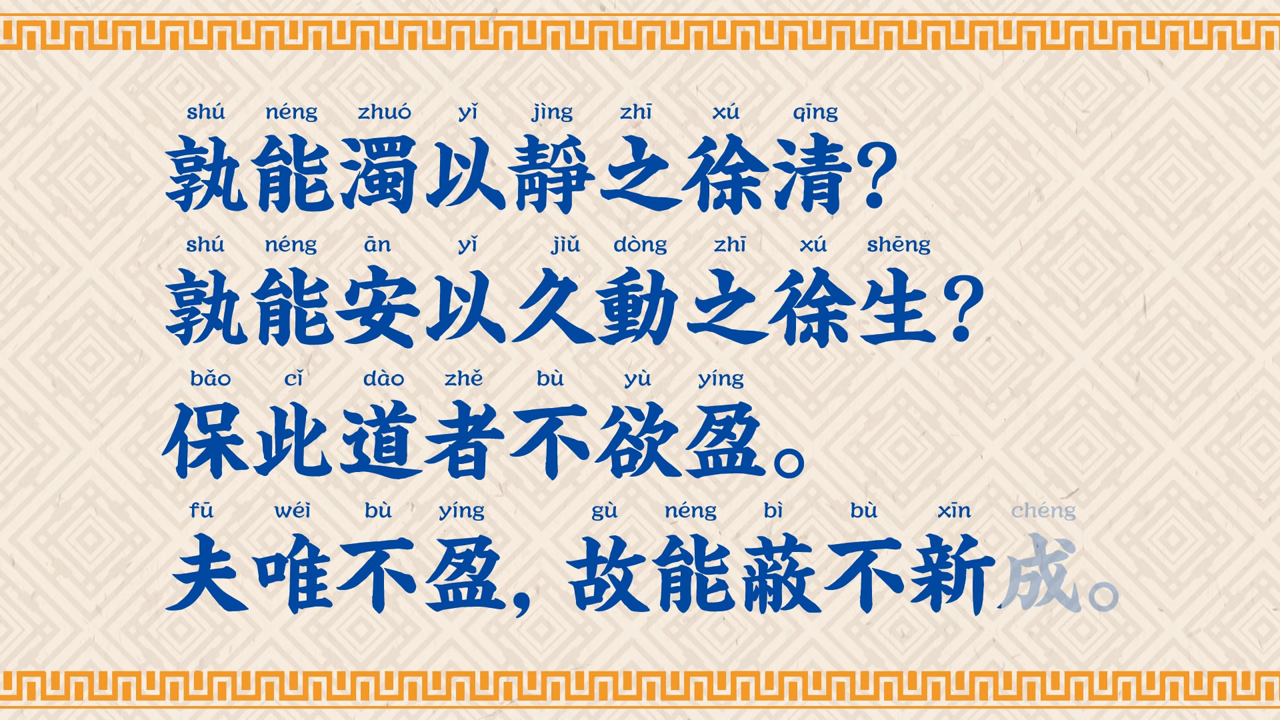 shú néng zhuó yǐ jìng zhī xú qīng
孰能濁以靜之徐清？
shú néng ān yǐ jiǔ dòng zhī xú shēng
孰能安以久動之徐生？
bǎo cǐ dào zhě bù yù yíng
保此道者不欲盈。
fū wéì bù yíng gù néng bì bù xīn chéng
夫唯不盈，故能蔽不新成。